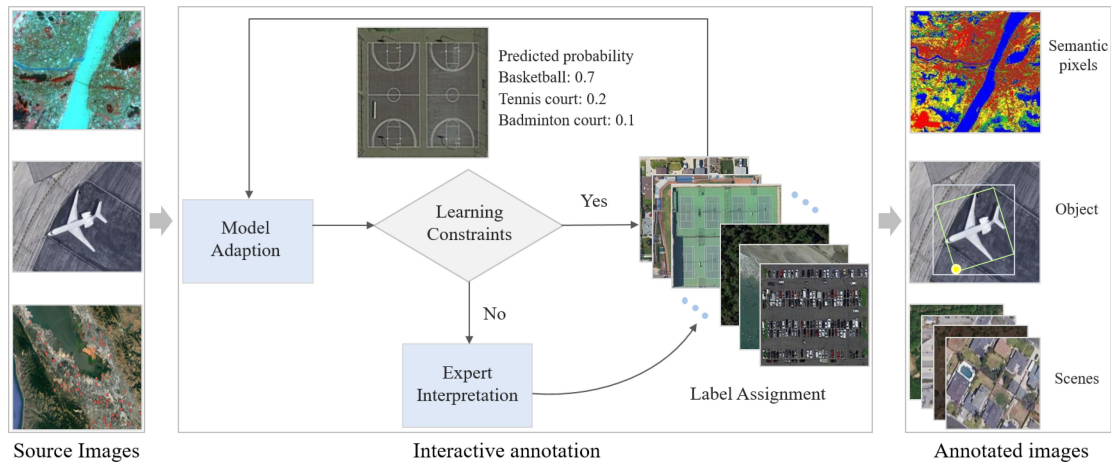 Predicted probability
Basketball: 0.7
Tennis court: 0.2
Badminton court: 0.1
Model
Adaption
Learning
Constraints
Yes
No
Expert
Interpretation
Label Assignment
Semantic
pixels
Object
Scenes
Source Images
Interactive annotation
Annotated images